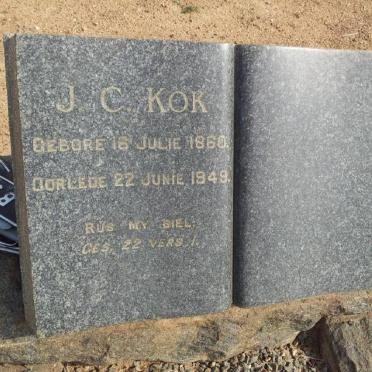 J. C. KOK
GEBORE 16 JULIE 1860.
OORLEDE 22 JUNIE 1949.
RUS MY SIEL:
GES. 22 VERS 1.